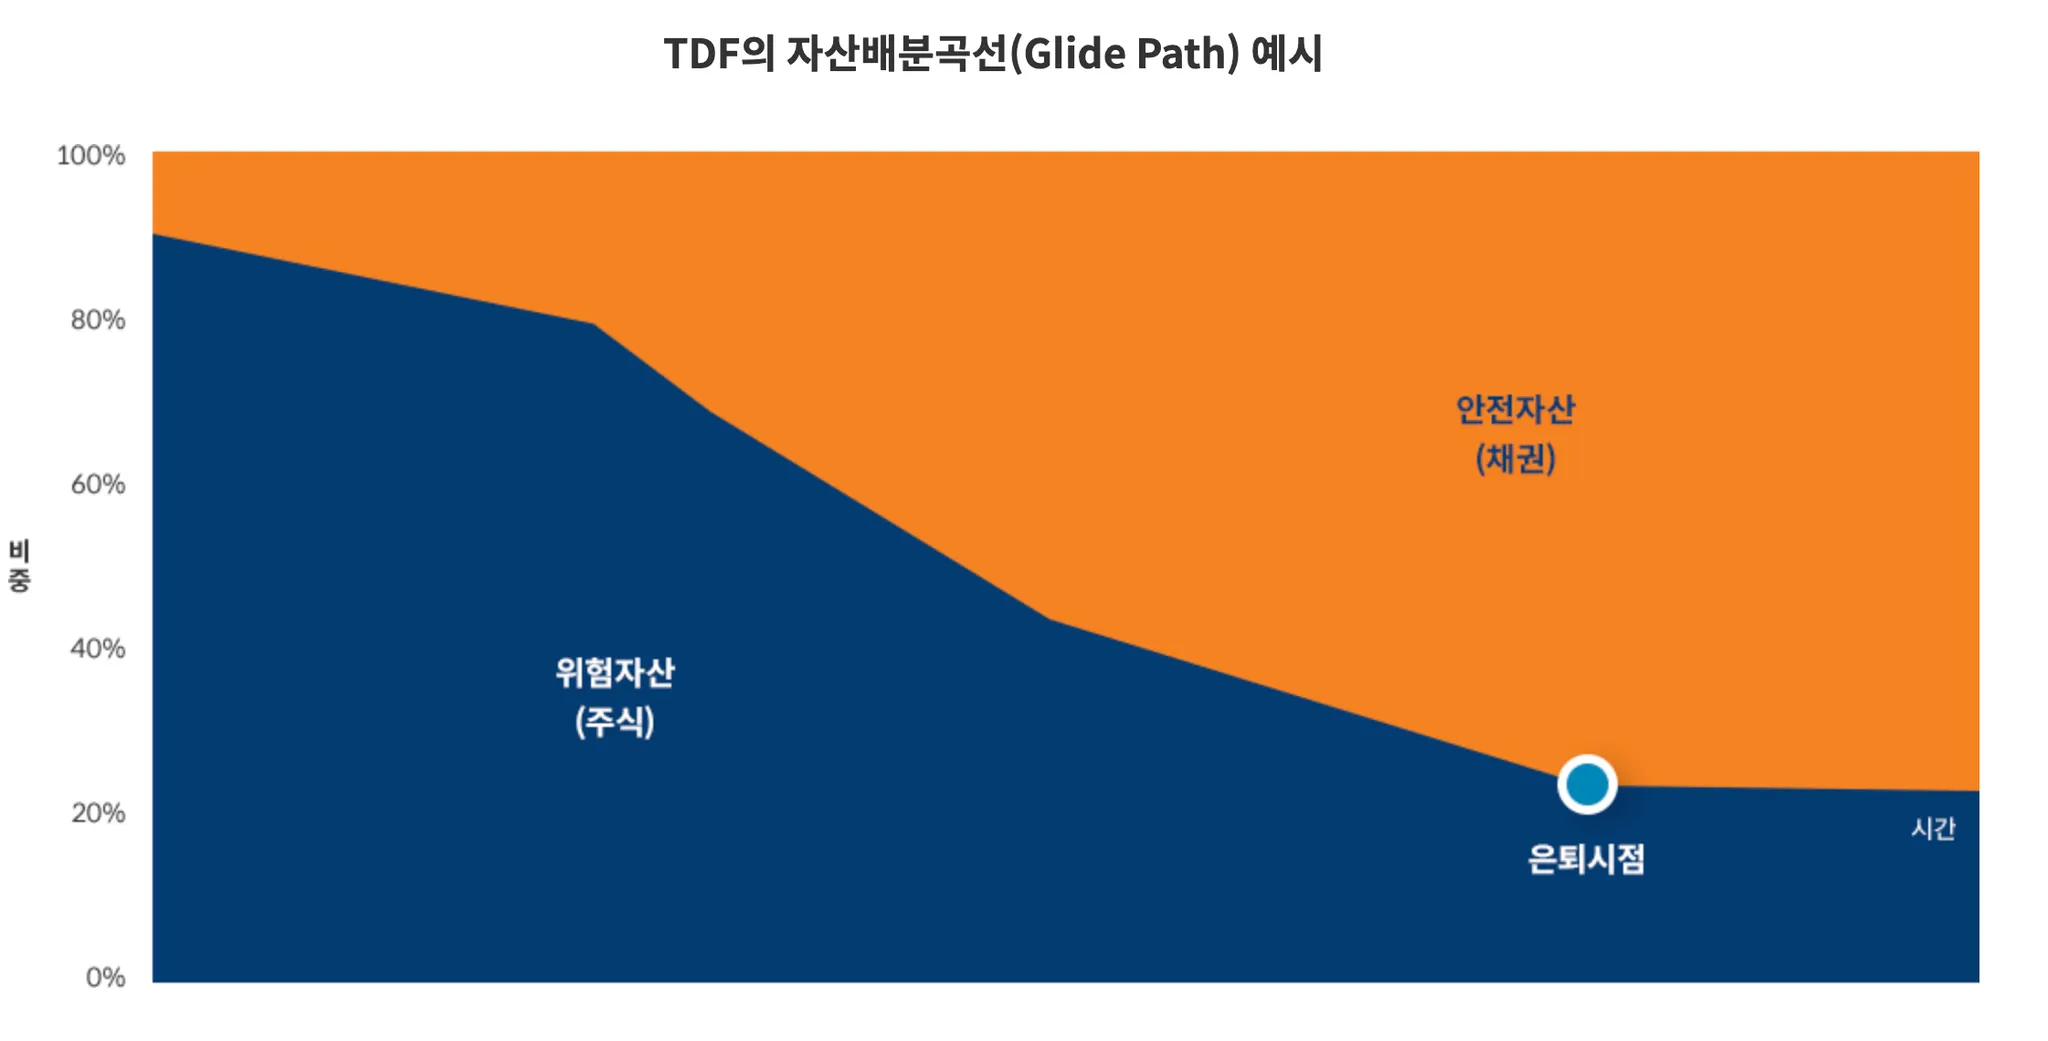 TDF의 자산배분곡선(Glide Path) 예시
100%
80%
60%
40%
20%
0%
비
중
안전자산
(채권)
위험자산
(주식)
은퇴시점
시간